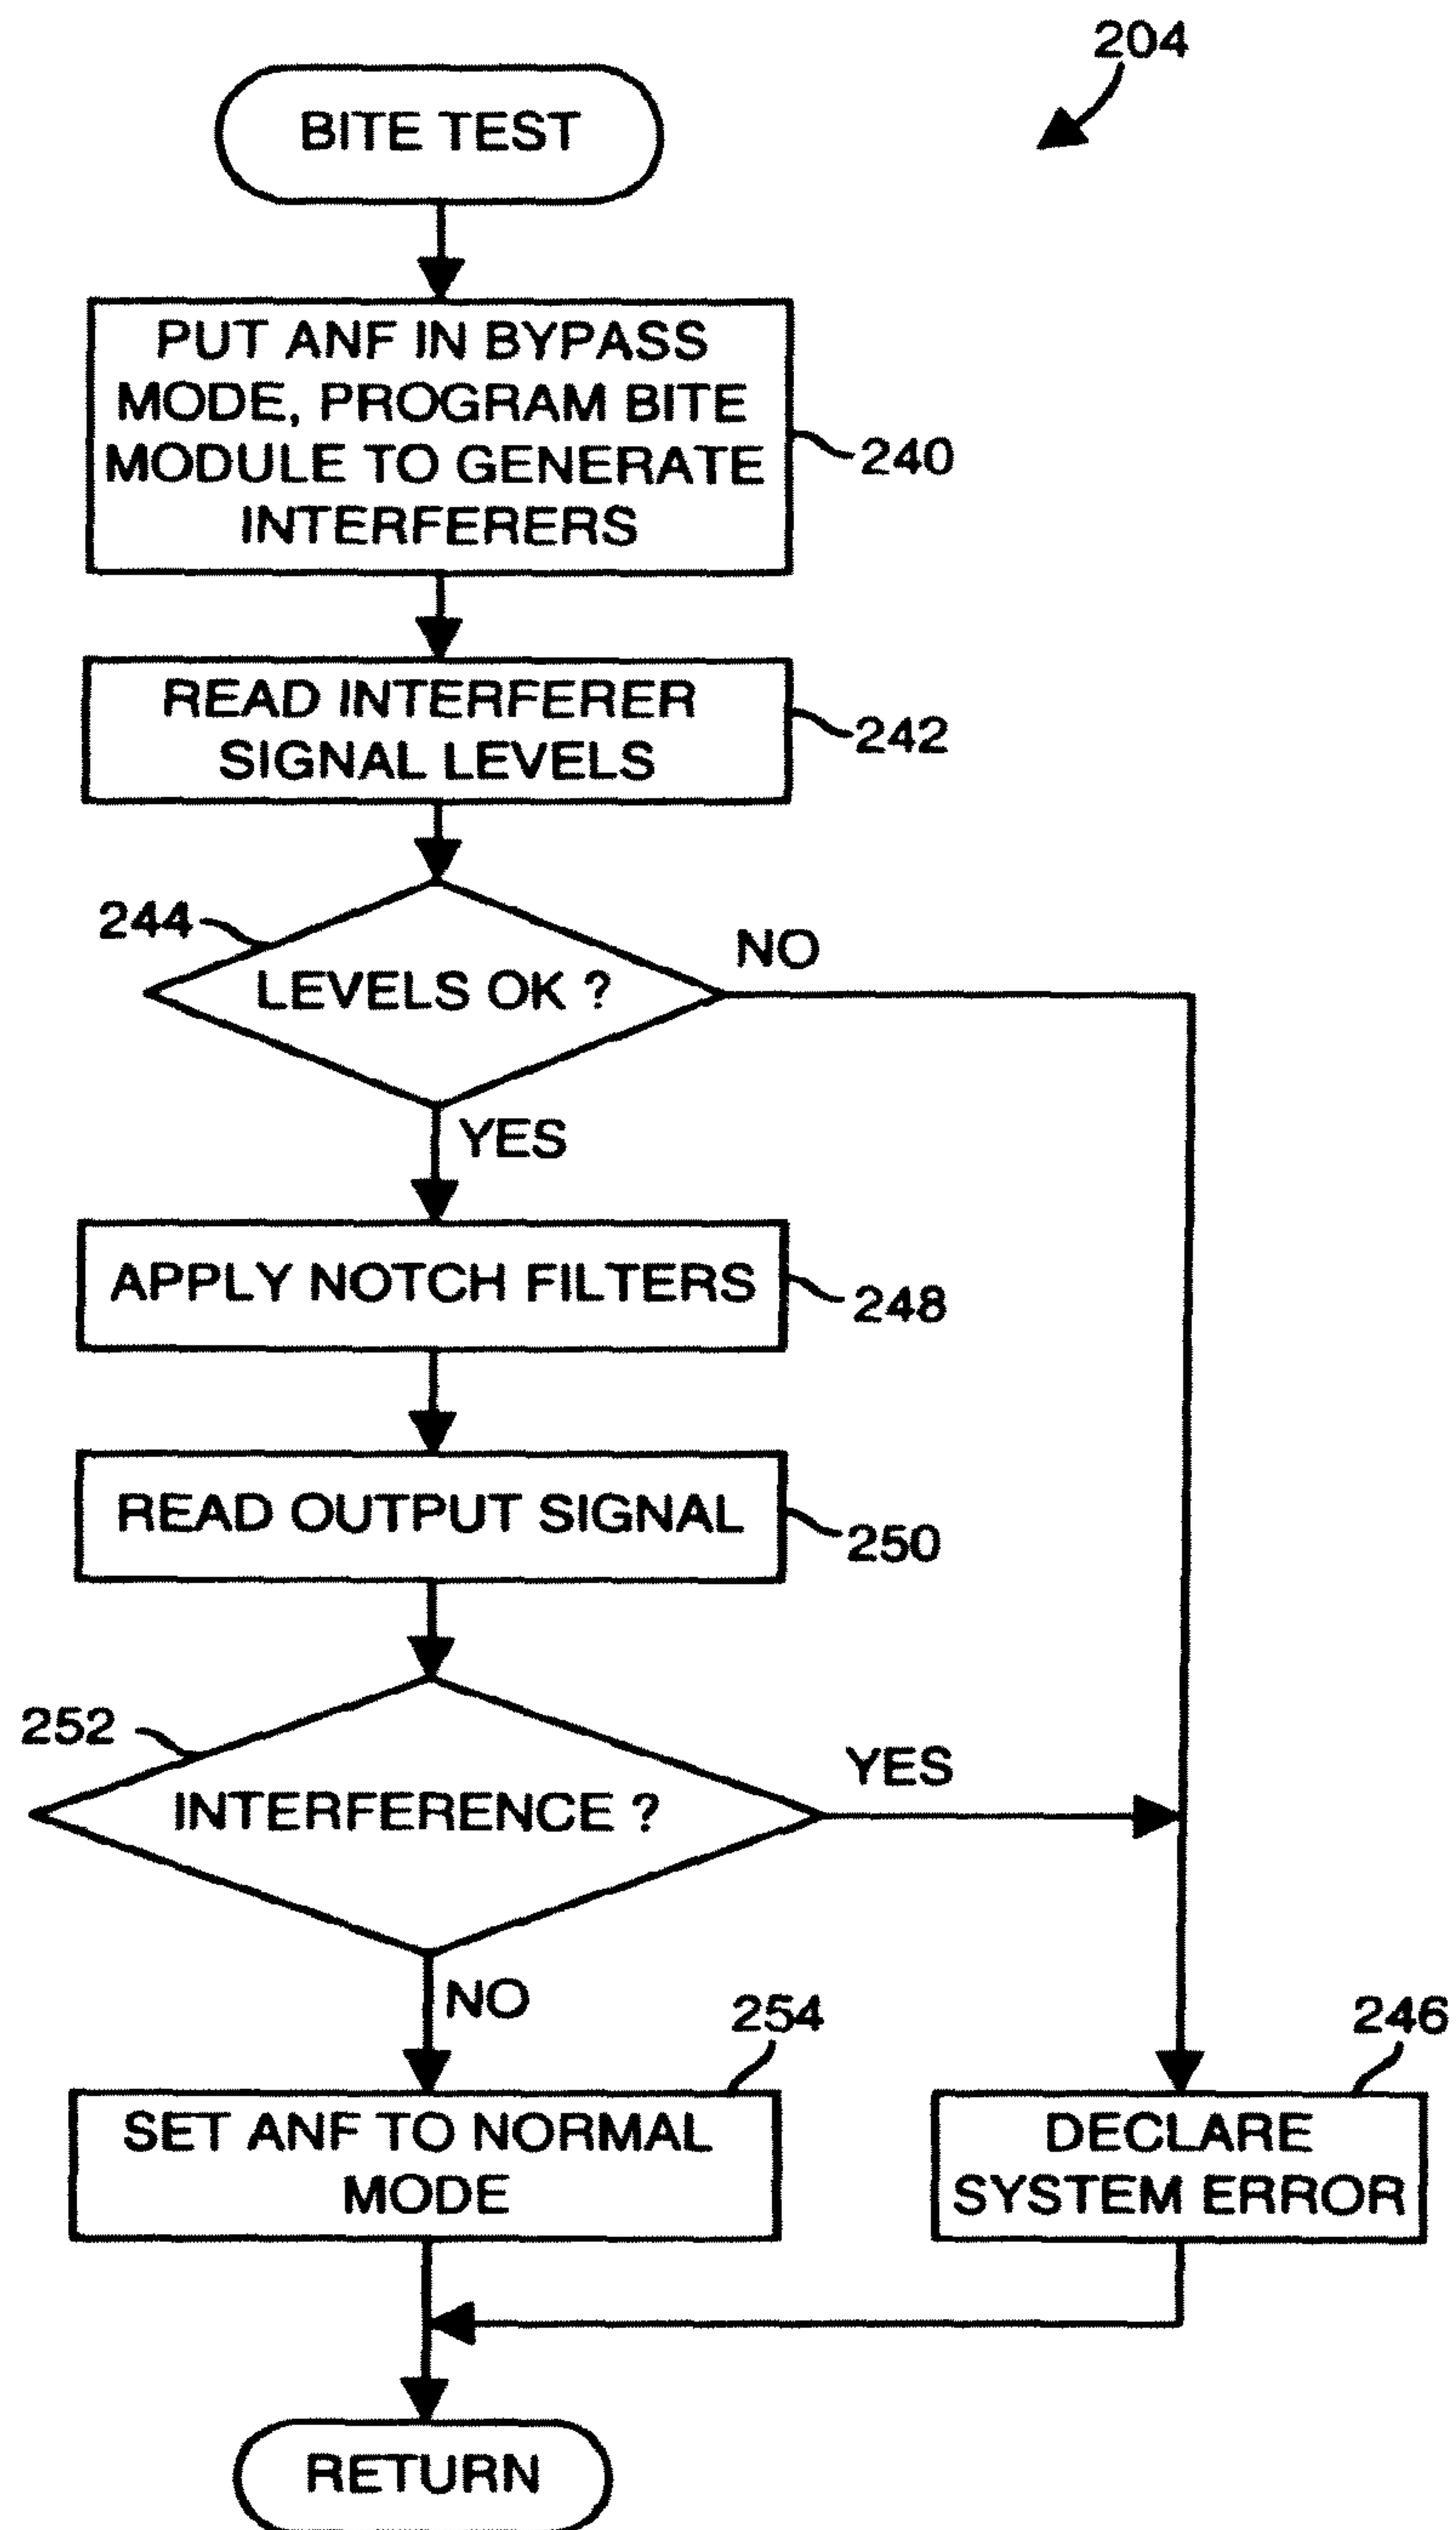 204
BITE TEST
PUT ANF IN BYPASS
MODE, PROGRAM BITE
MODULE TO GENERATE
INTERFERERS
240
READ INTERFERER
SIGNAL LEVELS
242
244
LEVELS OK ?
NO
YES
APPLY NOTCH FILTERS
248
READ OUTPUT SIGNAL
250
252
INTERFERENCE ?
YES
NO
254
SET ANF TO NORMAL
MODE
246
DECLARE
SYSTEM ERROR
RETURN